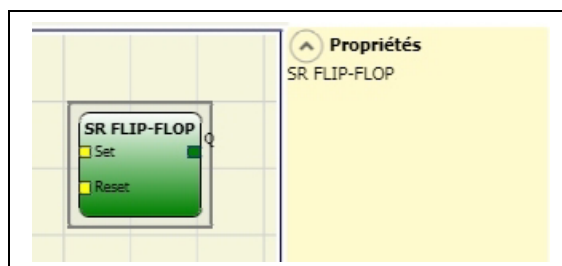 Propriétés
SR FLIP-FLOP
SR FLIP-FLOP
Q
Set
Reset